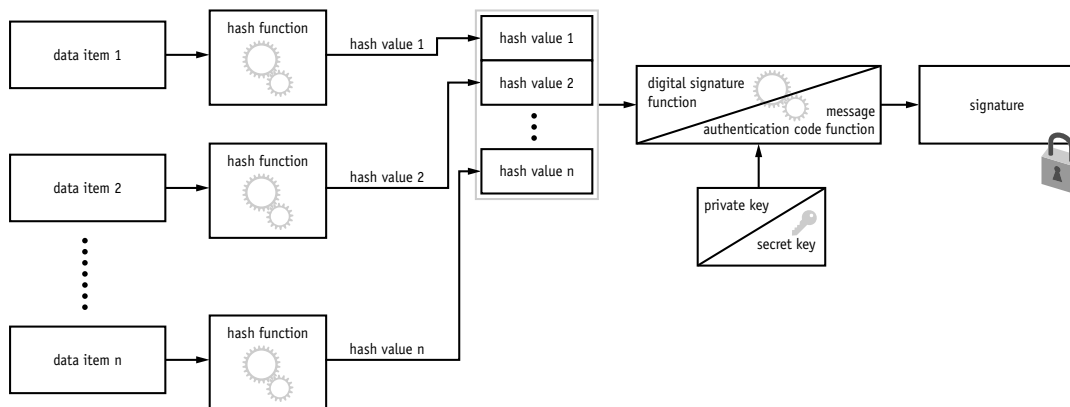 data item 1
hash function
hash value 1
hash value 1
hash value 2
hash value n
digital signature
function
message
authentication code function
signature
private key
secret key
data item 2
hash function
hash value 2
data item n
hash function
hash value n